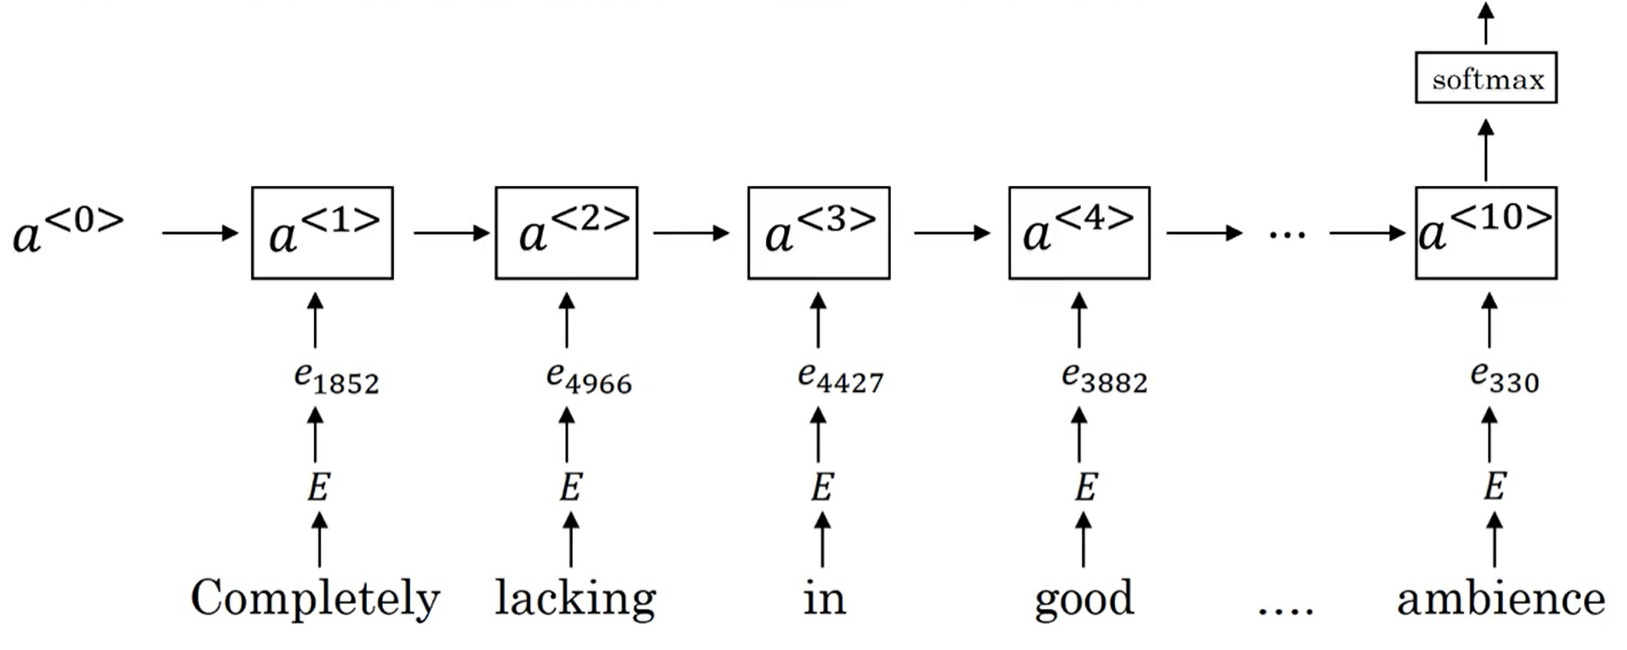 softmax
a<0> a<1> a<2> a<3> a<4> ... a<10>
e1852 e4966 e4427 e3882 e330
E E E E E
Completely lacking in good .... ambience